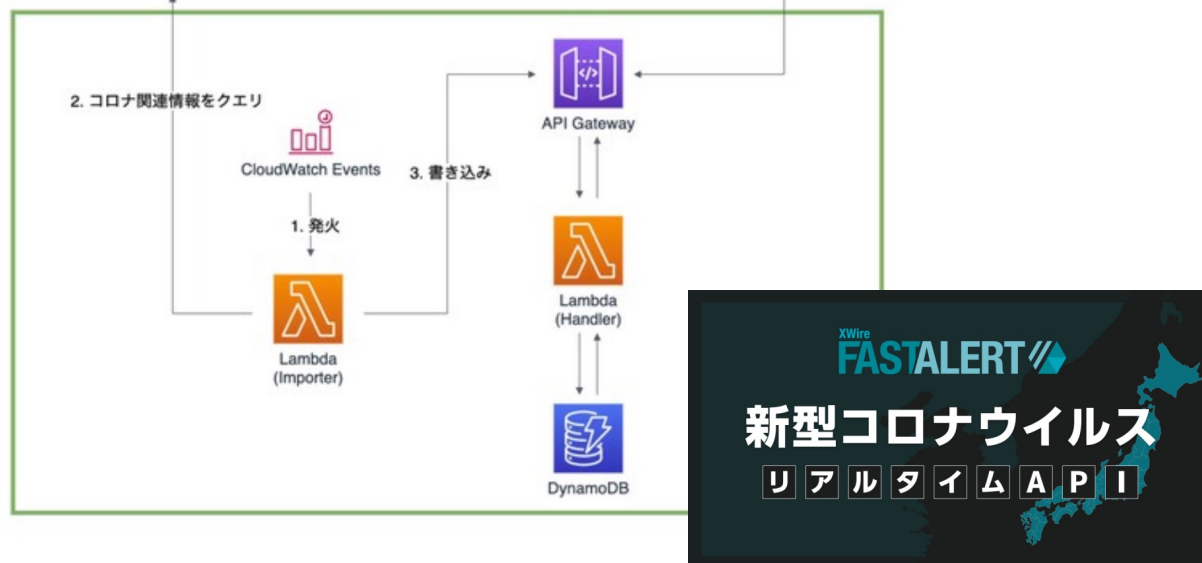 2. コロナ関連情報をクエリ
CloudWatch Events
1. 発火
Lambda
(Importer)
3. 書き込み
</>
API Gateway
Lambda
(Handler)
DynamoDB
XWire
FASTALERT
新型コロナウイルス
リアルタイムAPI